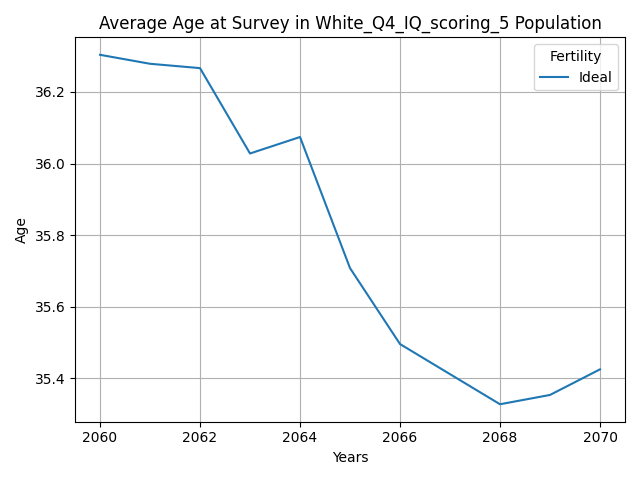 Average Age at Survey in White_Q4_IQ_scoring_5 Population
Fertility
Ideal
36.2
36.0
35.8
35.6
35.4
Age
2060 2062 2064 2066 2068 2070
Years